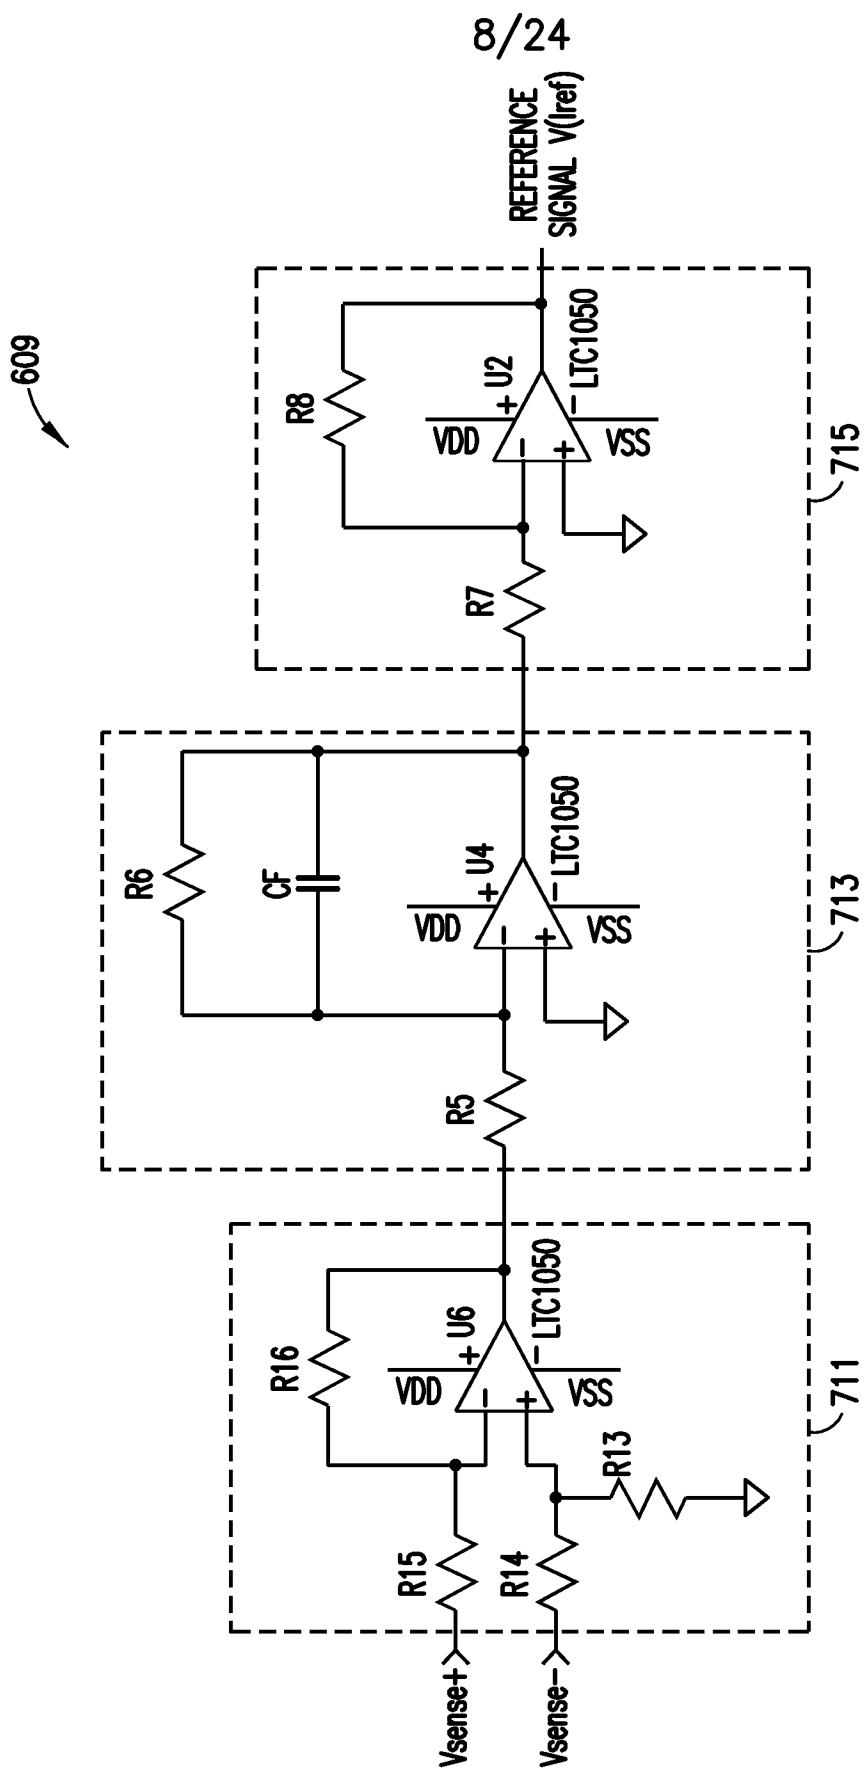 8/24
609
REFERENCE
SIGNAL V(Iref)
R8
U2
+
VDD
−
LTC1050
−
+
VSS
R7
715
R6
CF
U4
+
VDD
−
LTC1050
−
+
VSS
R5
713
R16
U6
+
VDD
−
LTC1050
−
+
VSS
R13
R15
R14
711
Vsense+
Vsense−